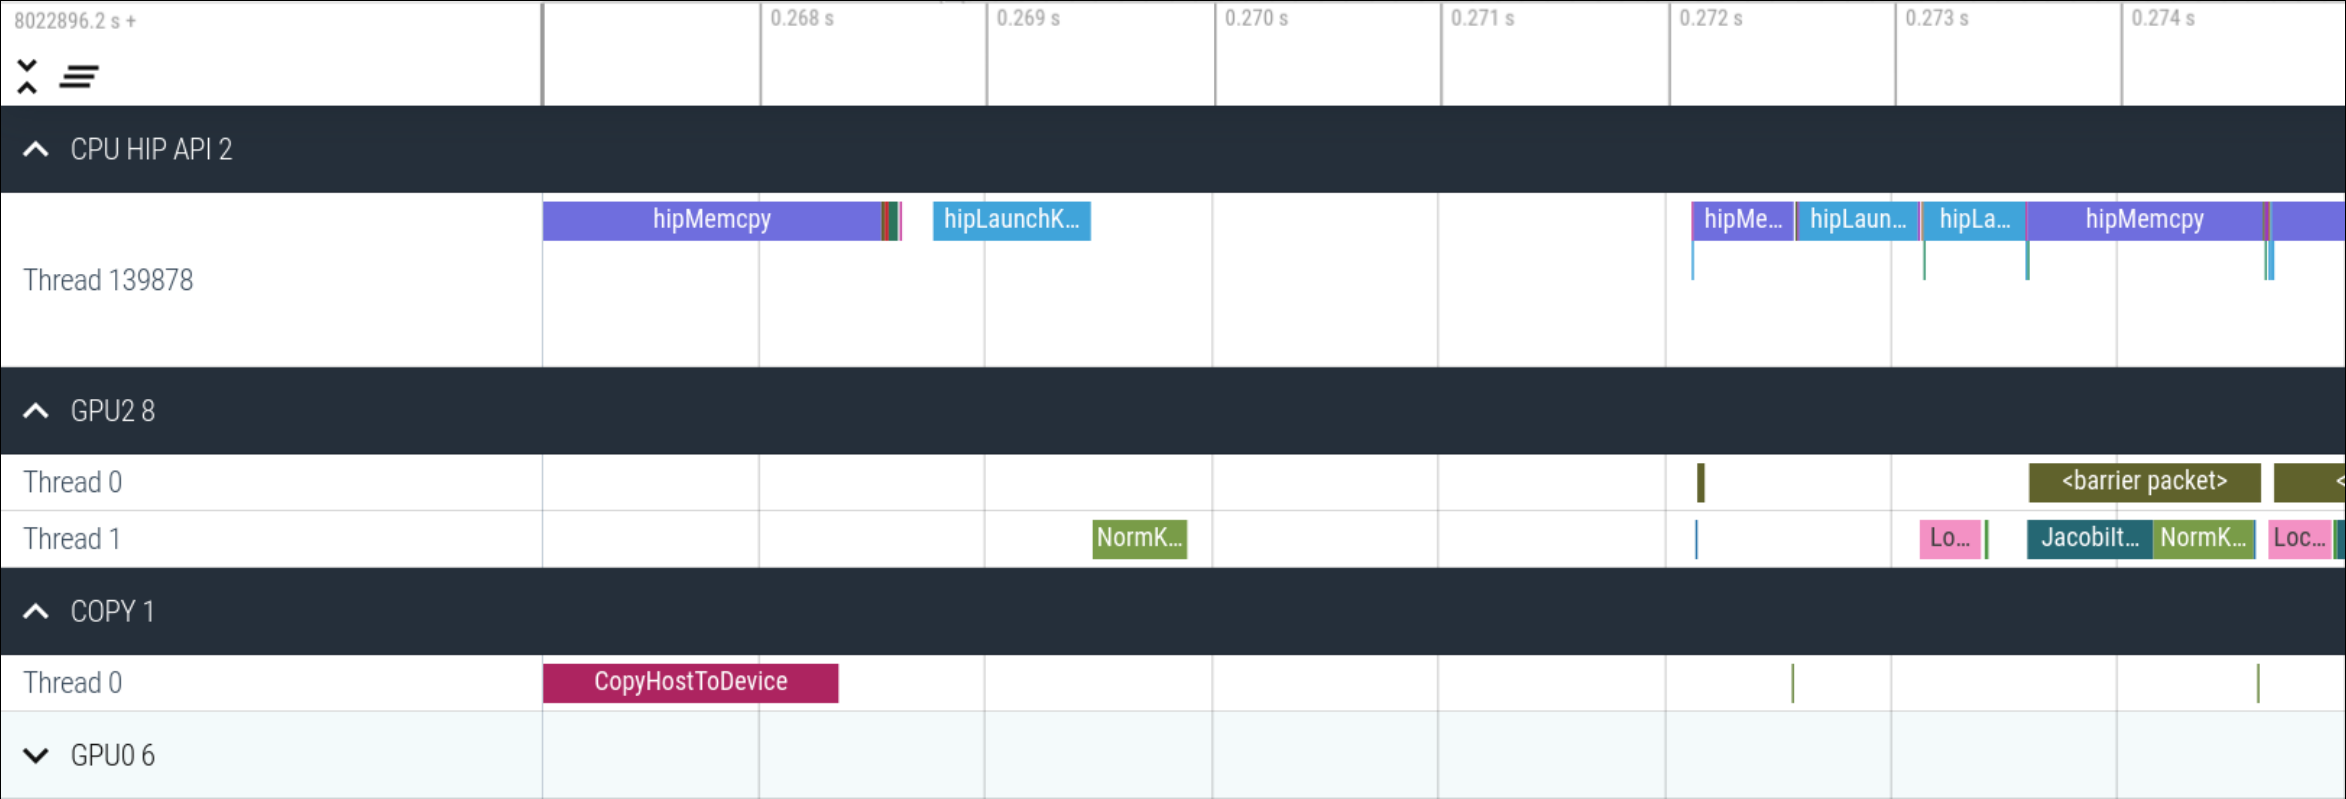 8022896.2 s +
0.268 s 0.269 s 0.270 s 0.271 s 0.272 s 0.273 s 0.274 s
CPU HIP API 2
hipMemcpy hipLaunchK... hipMe... hipLaun... hipLa... hipMemcpy
Thread 139878
GPU2 8
Thread 0 <barrier packet> <
Thread 1 NormK... Lo... JacobiIt... NormK... Loc...
COPY 1
Thread 0 CopyHostToDevice
GPU0 6